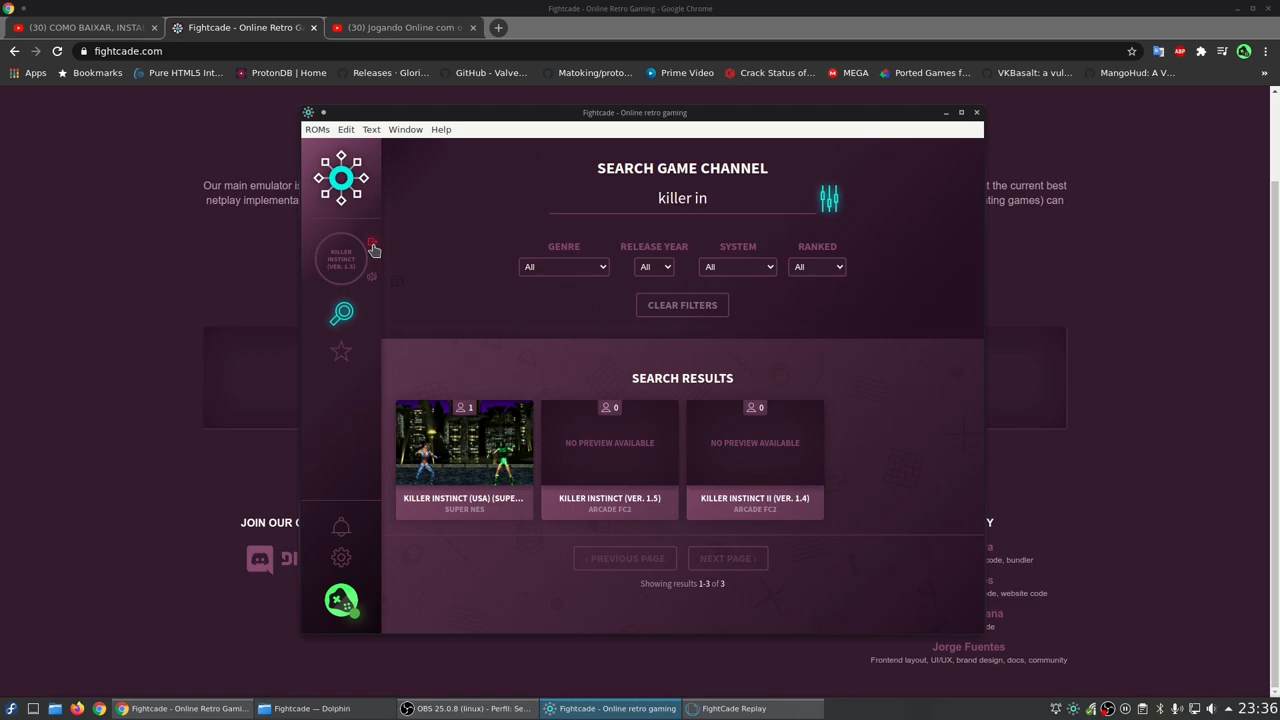 Fightcade - Online Retro Gaming - Google Chrome
(30) COMO BAIXAR, INSTA
Fightcade - Online Retro G
(30) Jogando Online com o
fightcade.com
Apps
Bookmarks
Pure HTML5 Int...
ProtonDB | Home
Releases · Glori...
GitHub - Valve...
Matoking/proto...
Prime Video
Crack Status of...
MEGA
Ported Games f...
VKBasalt: a vul...
MangoHud: A V...
Fightcade - Online retro gaming
ROMs Edit Text Window Help
Our main emulator is
netplay implementa
t the current best
ting games) can
SEARCH GAME CHANNEL
killer in
KILLER
INSTINCT
(VER. 1.5)
GENRE
RELEASE YEAR
SYSTEM
RANKED
All
All
All
All
CLEAR FILTERS
SEARCH RESULTS
1
0
0
NO PREVIEW AVAILABLE
NO PREVIEW AVAILABLE
KILLER INSTINCT (USA) (SUPE...
SUPER NES
KILLER INSTINCT (VER. 1.5)
ARCADE FC2
KILLER INSTINCT II (VER. 1.4)
ARCADE FC2
‹ PREVIOUS PAGE
NEXT PAGE ›
Showing results 1-3 of 3
JOIN OUR C
DI
Y
a
code, bundler
es
code, website code
ana
de
Jorge Fuentes
Frontend layout, UI/UX, brand design, docs, community
Fightcade - Online Retro Gami...
Dolphin — Dolphin
OBS 25.0.8 (linux) - Perfil: Se...
Fightcade - Online retro gaming
FightCade Replay
23:36